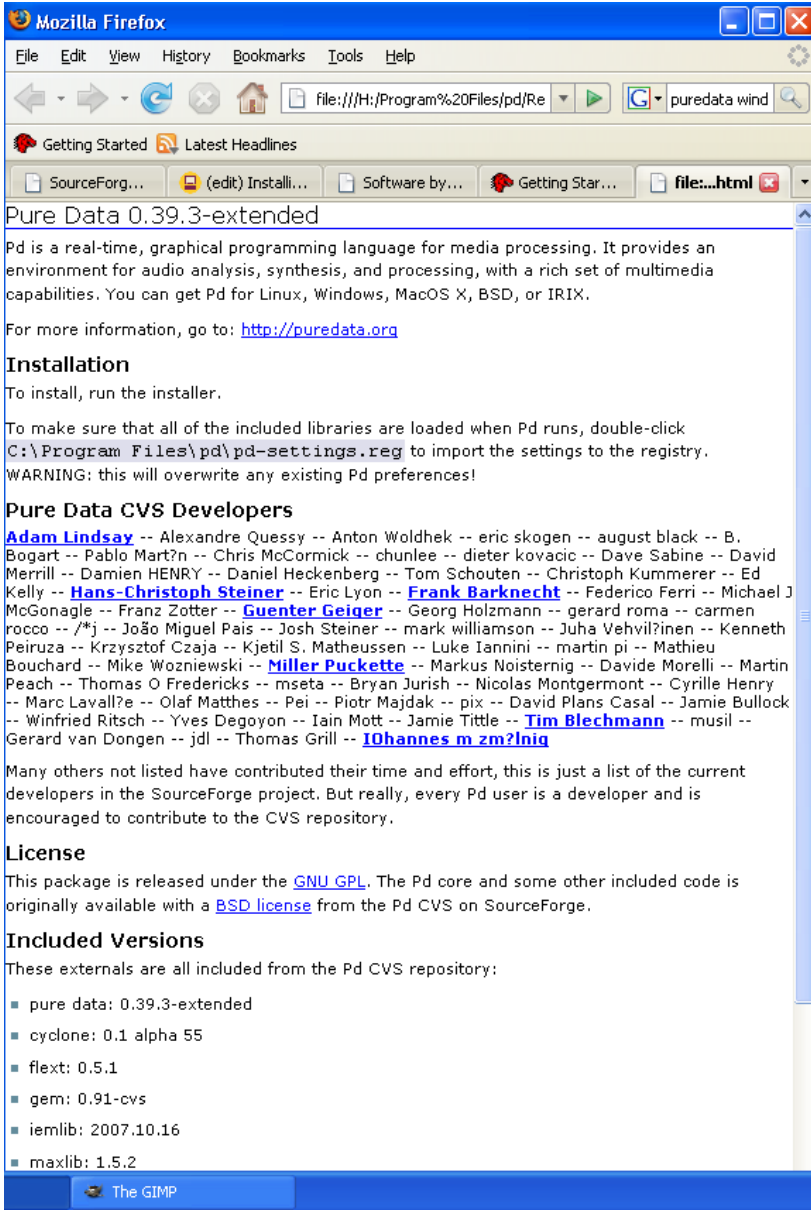 Mozilla Firefox
File Edit View History Bookmarks Tools Help
file:///H:/Program%20Files/pd/Re G puredata wind
Getting Started Latest Headlines
SourceForg... (edit) Installi... Software by... Getting Star... file:...html
Pure Data 0.39.3-extended
Pd is a real-time, graphical programming language for media processing. It provides an
environment for audio analysis, synthesis, and processing, with a rich set of multimedia
capabilities. You can get Pd for Linux, Windows, MacOS X, BSD, or IRIX.
For more information, go to: http://puredata.org
Installation
To install, run the installer.
To make sure that all of the included libraries are loaded when Pd runs, double-click
C:\Program Files\pd\pd-settings.reg to import the settings to the registry.
WARNING: this will overwrite any existing Pd preferences!
Pure Data CVS Developers
Adam Lindsay -- Alexandre Quessy -- Anton Woldhek -- eric skogen -- august black -- B.
Bogart -- Pablo Mart?n -- Chris McCormick -- chunlee -- dieter kovacic -- Dave Sabine -- David
Merrill -- Damien HENRY -- Daniel Heckenberg -- Tom Schouten -- Christoph Kummerer -- Ed
Kelly -- Hans-Christoph Steiner -- Eric Lyon -- Frank Barknecht -- Federico Ferri -- Michael J
McGonagle -- Franz Zotter -- Guenter Geiger -- Georg Holzmann -- gerard roma -- carmen
rocco -- /*j -- João Miguel Pais -- Josh Steiner -- mark williamson -- Juha Vehvil?inen -- Kenneth
Peiruza -- Krzysztof Czaja -- Kjetil S. Matheussen -- Luke Iannini -- martin pi -- Mathieu
Bouchard -- Mike Wozniewski -- Miller Puckette -- Markus Noisternig -- Davide Morelli -- Martin
Peach -- Thomas O Fredericks -- mseta -- Bryan Jurish -- Nicolas Montgermont -- Cyrille Henry
-- Marc Lavall?e -- Olaf Matthes -- Pei -- Piotr Majdak -- pix -- David Plans Casal -- Jamie Bullock
-- Winfried Ritsch -- Yves Degoyon -- Iain Mott -- Jamie Tittle -- Tim Blechmann -- musil --
Gerard van Dongen -- jdl -- Thomas Grill -- IOhannes m zm?lnig
Many others not listed have contributed their time and effort, this is just a list of the current
developers in the SourceForge project. But really, every Pd user is a developer and is
encouraged to contribute to the CVS repository.
License
This package is released under the GNU GPL. The Pd core and some other included code is
originally available with a BSD license from the Pd CVS on SourceForge.
Included Versions
These externals are all included from the Pd CVS repository:
pure data: 0.39.3-extended
cyclone: 0.1 alpha 55
flext: 0.5.1
gem: 0.91-cvs
iemlib: 2007.10.16
maxlib: 1.5.2
The GIMP